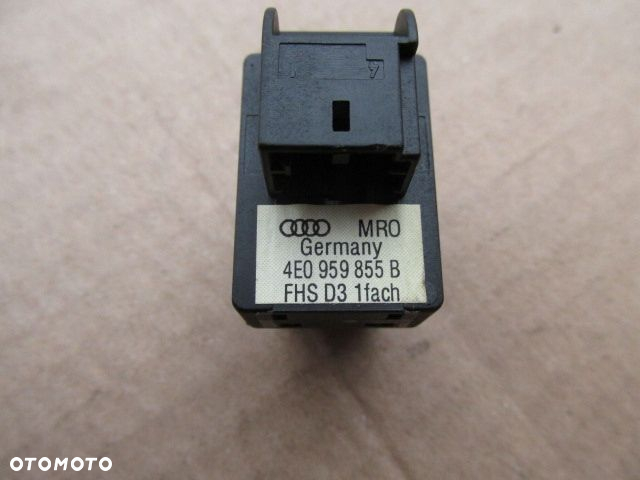 MRO
Germany
4E0 959 855 B
FHS D3 1fach
OTOMOTO